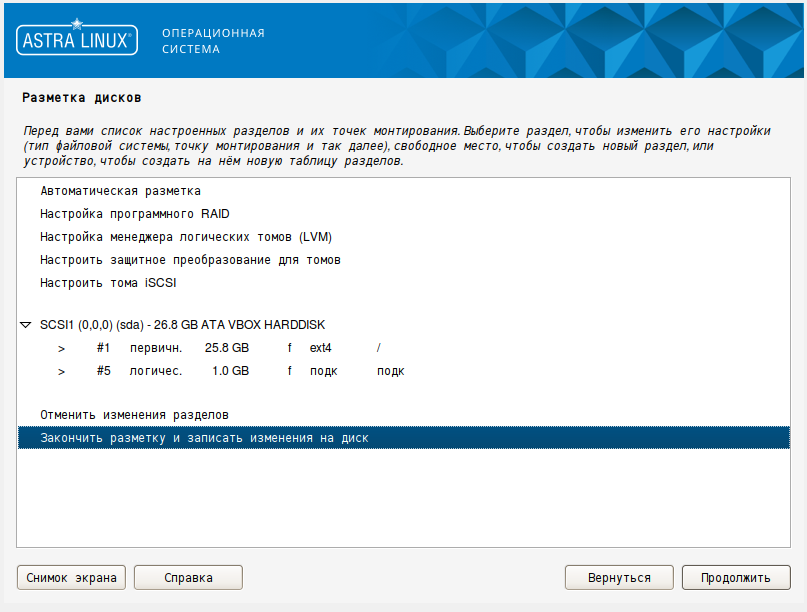 ASTRA LINUX®
ОПЕРАЦИОННАЯ
СИСТЕМА
Разметка дисков
Перед вами список настроенных разделов и их точек монтирования. Выберите раздел, чтобы изменить его настройки
(тип файловой системы, точку монтирования и так далее), свободное место, чтобы создать новый раздел, или
устройство, чтобы создать на нём новую таблицу разделов.
Автоматическая разметка
Настройка программного RAID
Настройка менеджера логических томов (LVM)
Настроить защитное преобразование для томов
Настроить тома iSCSI
SCSI1 (0,0,0) (sda) - 26.8 GB ATA VBOX HARDDISK
> #1 первичн. 25.8 GB f ext4 /
> #5 логичес. 1.0 GB f подк подк
Отменить изменения разделов
Закончить разметку и записать изменения на диск
Снимок экрана
Справка
Вернуться
Продолжить